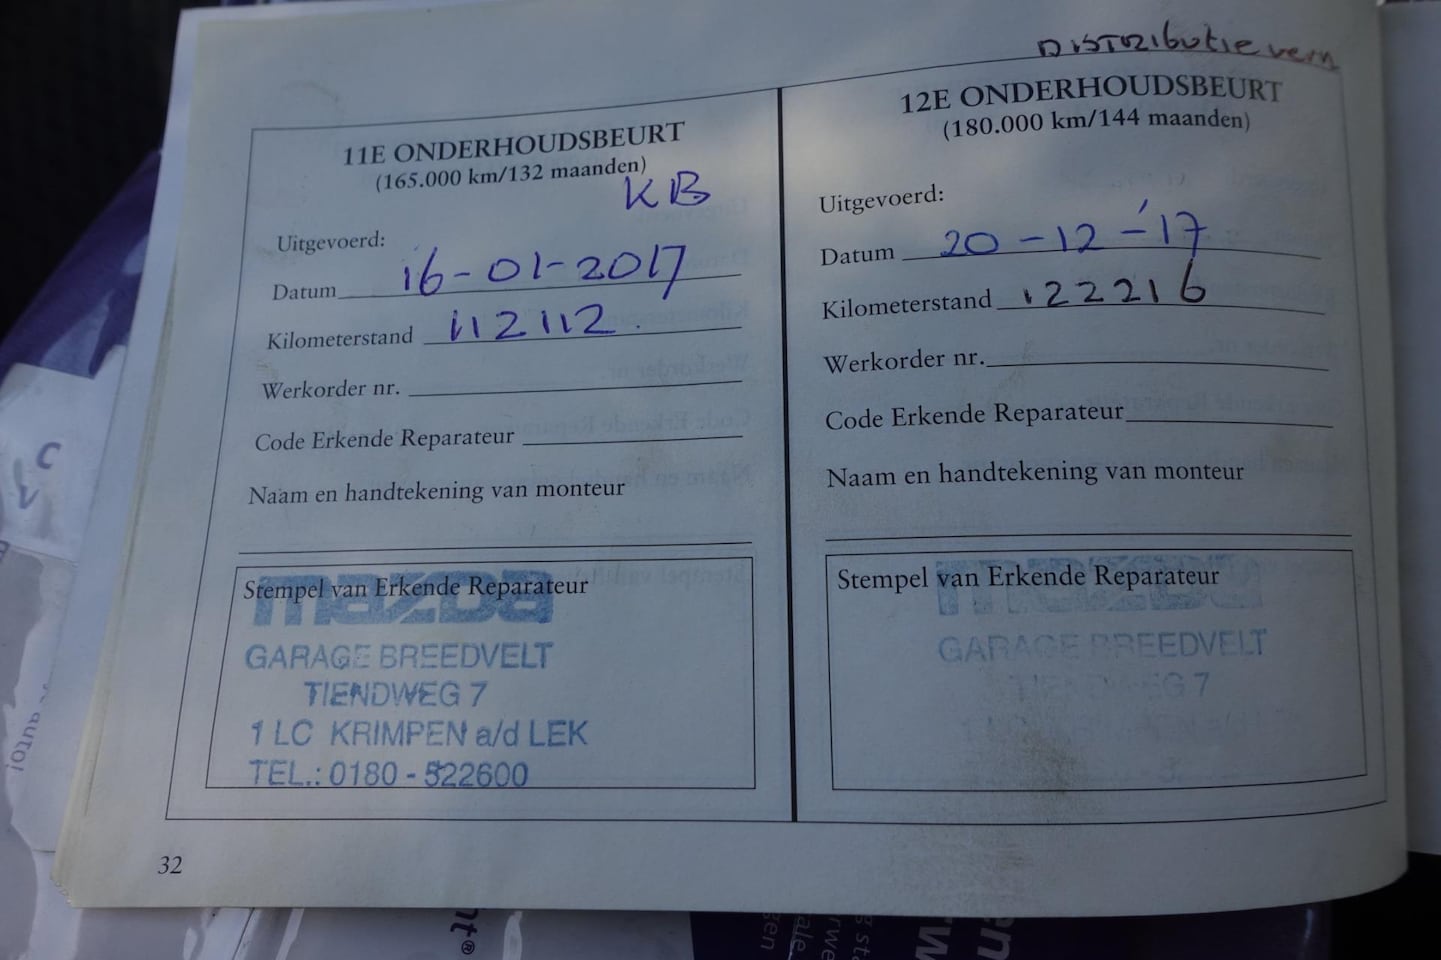 11E ONDERHOUDSBEURT
(165.000 km/132 maanden)
KB
Uitgevoerd:
Datum 16-01-2017
Kilometerstand 112112.
Werkorder nr.
Code Erkende Reparateur
Naam en handtekening van monteur
Stempel van Erkende Reparateur
mazda
GARAGE BREEDVELT
TIENDWEG 7
1 LC KRIMPEN a/d LEK
TEL.: 0180 - 522600
32
Distributie vern
12E ONDERHOUDSBEURT
(180.000 km/144 maanden)
Uitgevoerd:
Datum 20-12-'17
Kilometerstand 122216
Werkorder nr.
Code Erkende Reparateur
Naam en handtekening van monteur
Stempel van Erkende Reparateur
mazda
GARAGE BREEDVELT
TIENDWEG 7